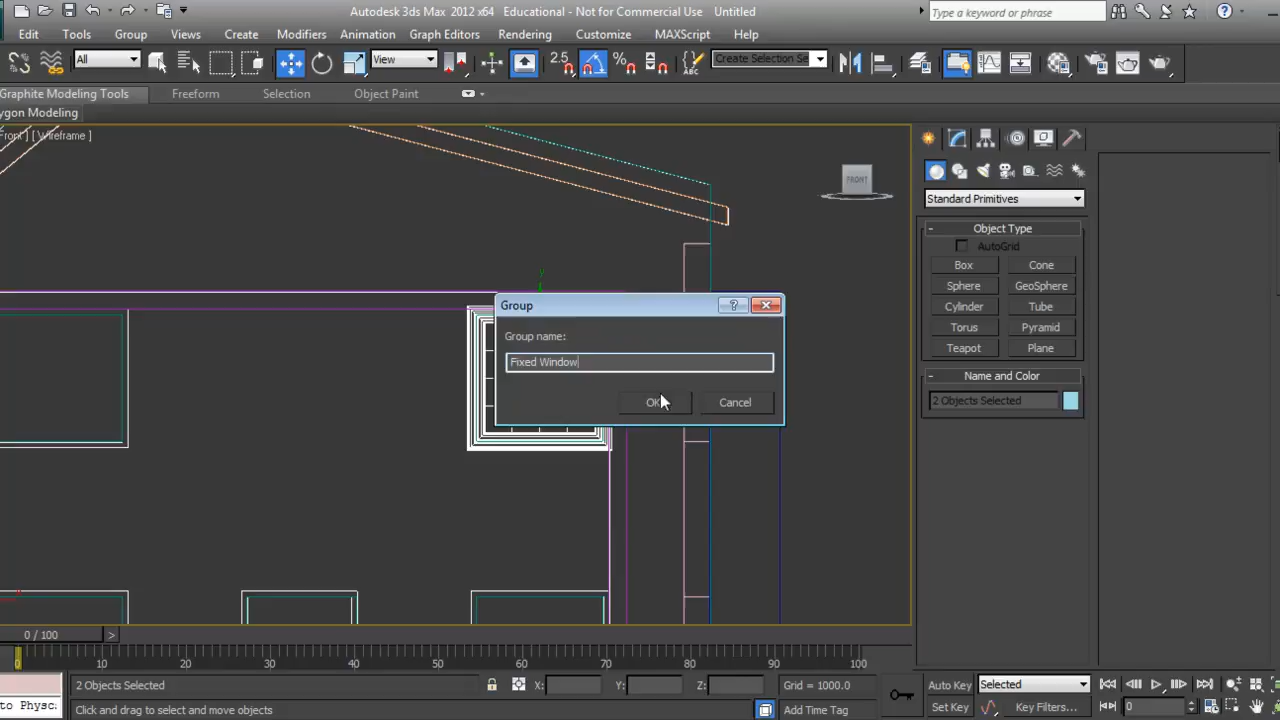 Autodesk 3ds Max 2012 x64 Educational - Not for Commercial Use Untitled
Type a keyword or phrase
Edit Tools Group Views Create Modifiers Animation Graph Editors Rendering Customize MAXScript Help
All View 2.5 Create Selection Se
Graphite Modeling Tools Freeform Selection Object Paint
ygon Modeling
Front ] [ Wireframe ]
FRONT
Standard Primitives
- Object Type
AutoGrid
Box Cone
Sphere GeoSphere
Cylinder Tube
Torus Pyramid
Teapot Plane
- Name and Color
2 Objects Selected
y
Group
Group name:
Fixed Window
OK Cancel
0 / 100 >
0 10 20 30 40 50 60 70 80 90 100
2 Objects Selected X: Y: Z: Grid = 1000.0 Auto Key Selected
to Physc Click and drag to select and move objects Add Time Tag Set Key Key Filters... 0